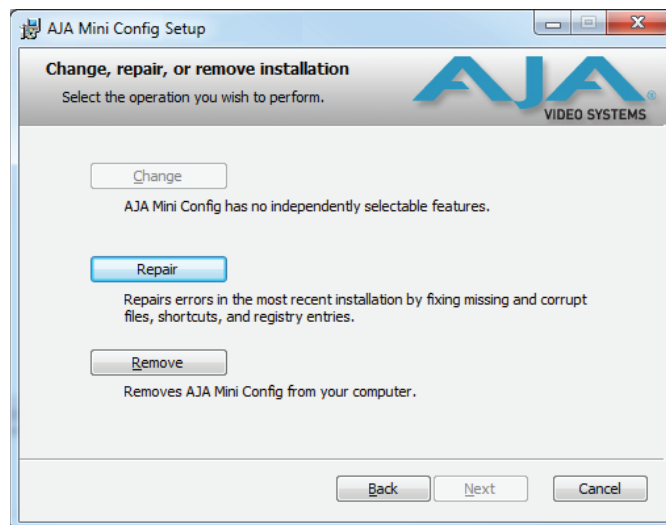 AJA Mini Config Setup
Change, repair, or remove installation
Select the operation you wish to perform.
AJA
VIDEO SYSTEMS
Change
AJA Mini Config has no independently selectable features.
Repair
Repairs errors in the most recent installation by fixing missing and corrupt
files, shortcuts, and registry entries.
Remove
Removes AJA Mini Config from your computer.
Back
Next
Cancel